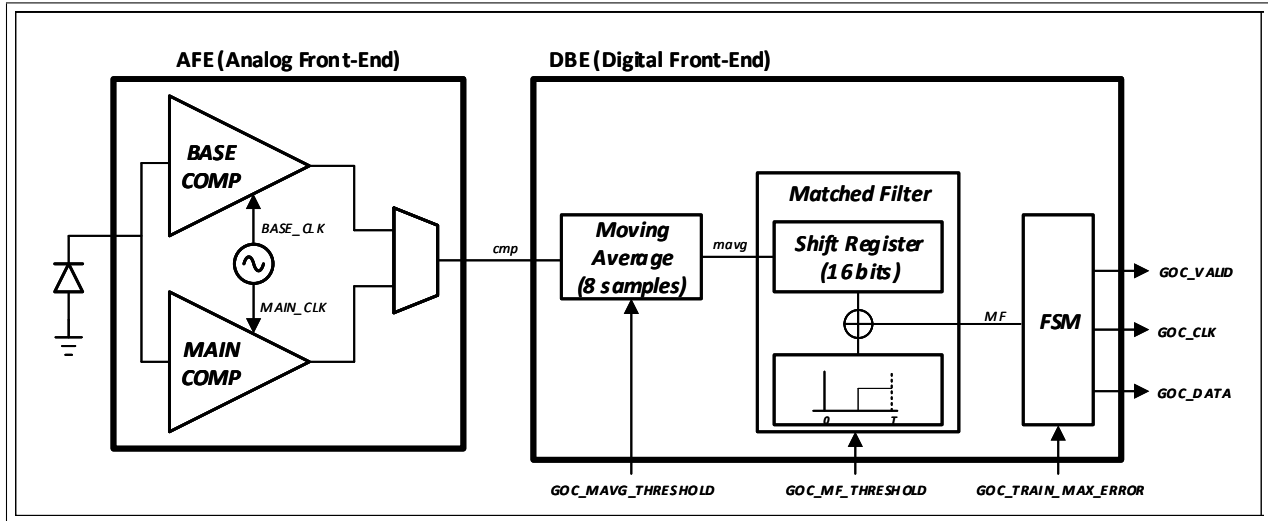 AFE (Analog Front-End)
DBE (Digital Front-End)
BASE
COMP
BASE_CLK
MAIN_CLK
MAIN
COMP
cmp
Moving
Average
(8 samples)
mavg
Matched Filter
Shift Register
(16 bits)
0
T
MF
FSM
GOC_VALID
GOC_CLK
GOC_DATA
GOC_MAVG_THRESHOLD
GOC_MF_THRESHOLD
GOC_TRAIN_MAX_ERROR